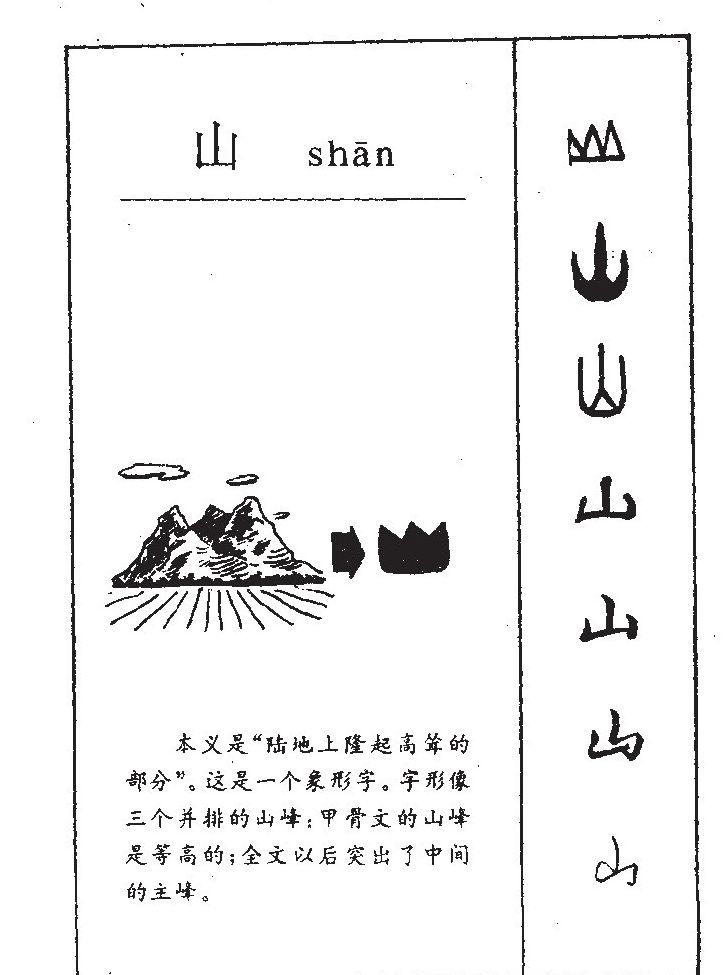 山 shān
本义是“陆地上隆起高耸的
部分”。这是一个象形字。字形像
三个并排的山峰；甲骨文的山峰
是等高的；全文以后突出了中间
的主峰。
山
山
山
山
山
山
山